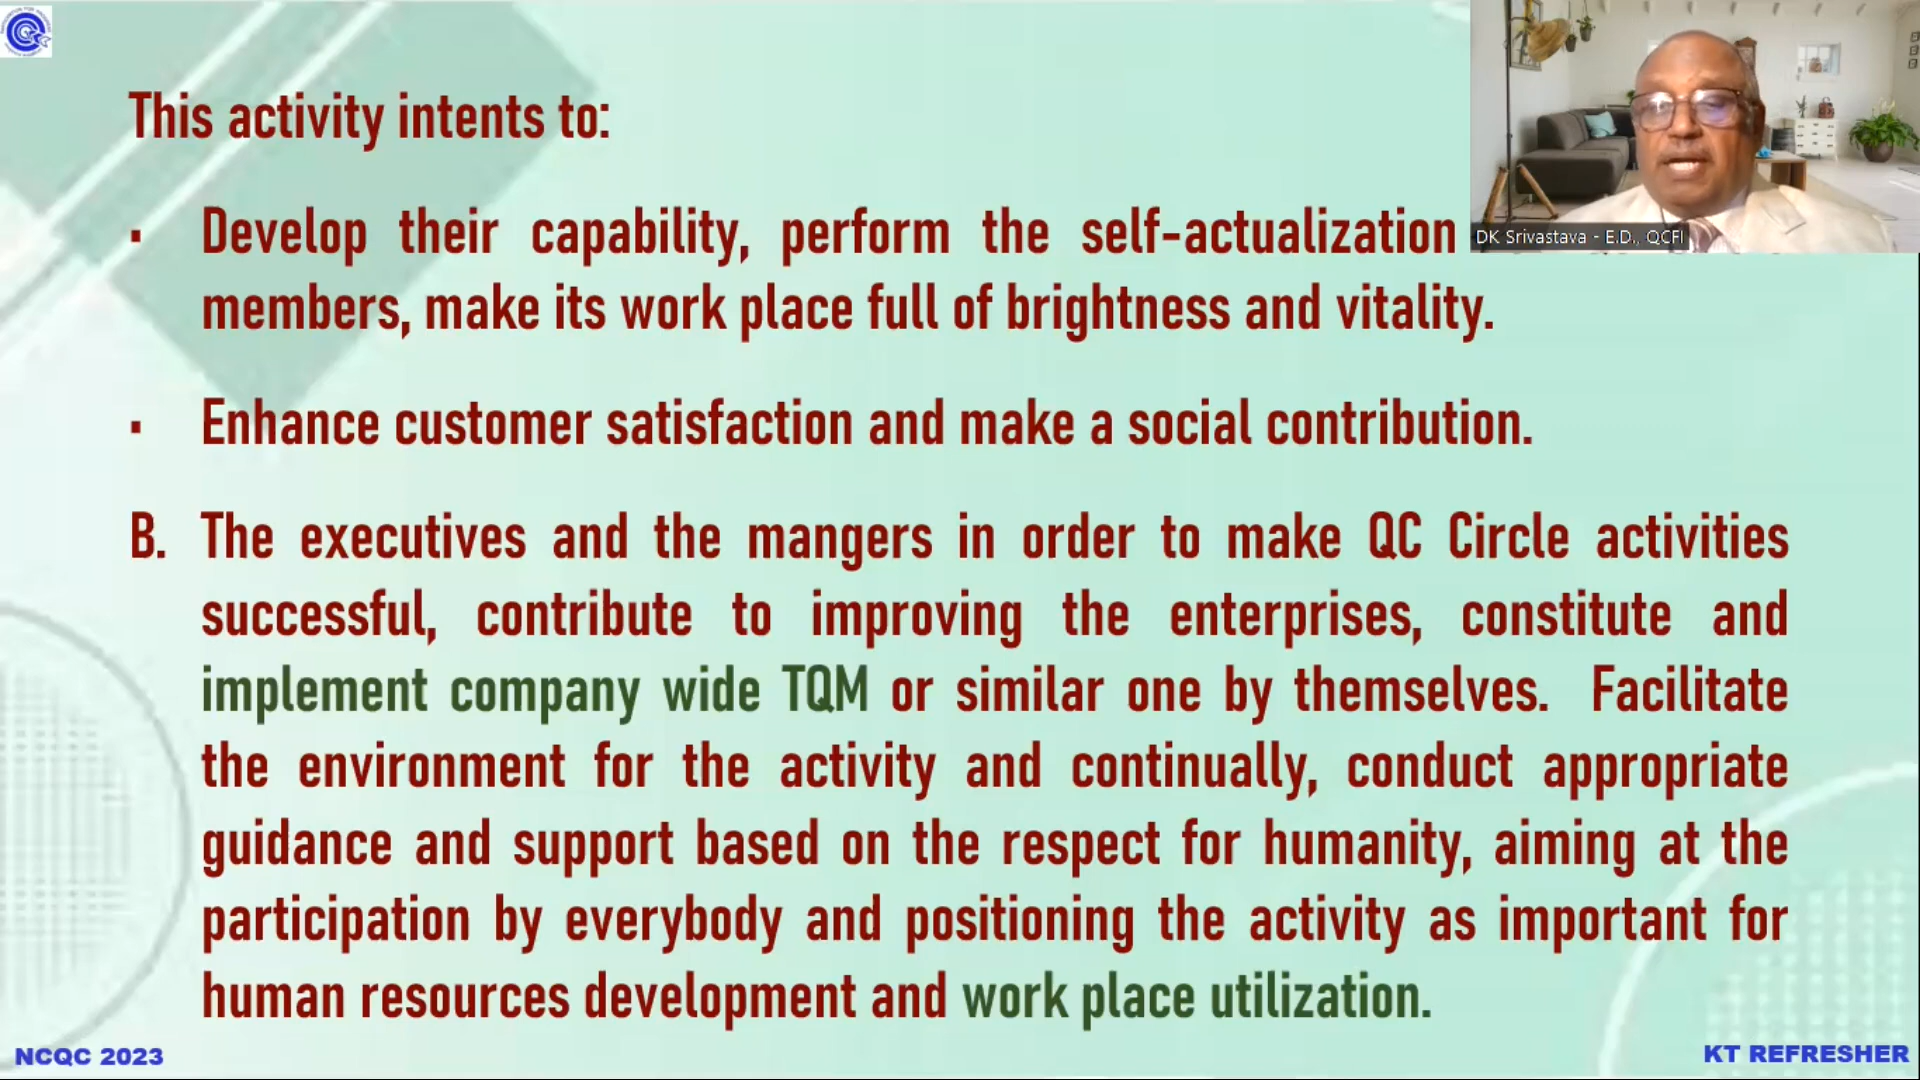 This activity intents to:
▪ Develop their capability, perform the self-actualization
members, make its work place full of brightness and vitality.
▪ Enhance customer satisfaction and make a social contribution.
B. The executives and the mangers in order to make QC Circle activities
successful, contribute to improving the enterprises, constitute and
implement company wide TQM or similar one by themselves. Facilitate
the environment for the activity and continually, conduct appropriate
guidance and support based on the respect for humanity, aiming at the
participation by everybody and positioning the activity as important for
human resources development and work place utilization.
DK Srivastava - E.D., QCFI
NCQC 2023
KT REFRESHER